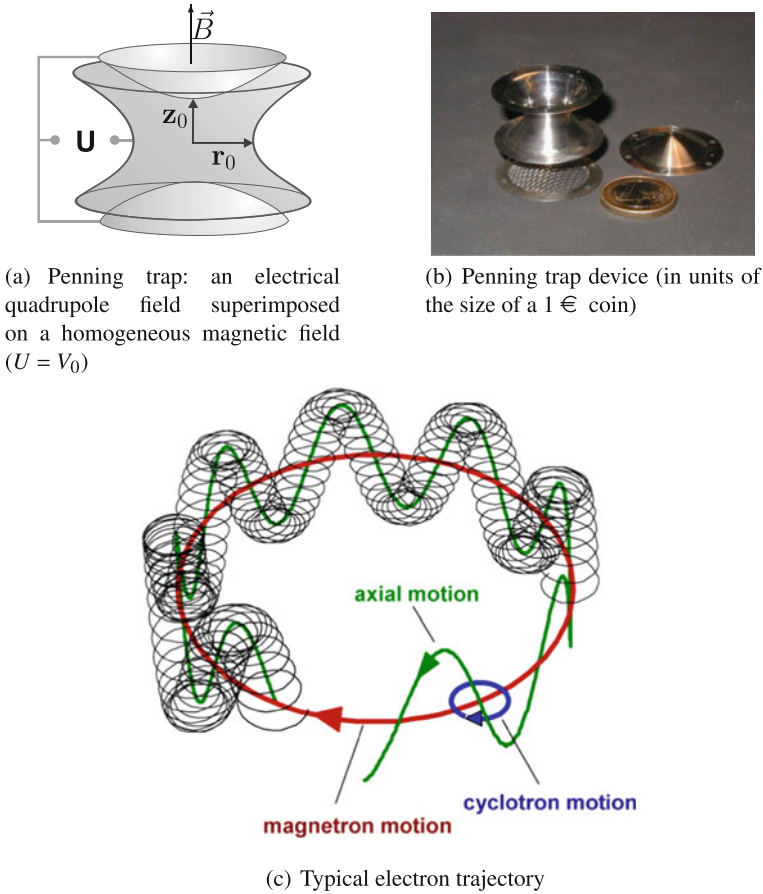 B⃗
z₀
U
r₀
(a) Penning trap: an electrical
quadrupole field superimposed
on a homogeneous magnetic field
(U = V₀)
(b) Penning trap device (in units of
the size of a 1 € coin)
axial motion
cyclotron motion
magnetron motion
(c) Typical electron trajectory